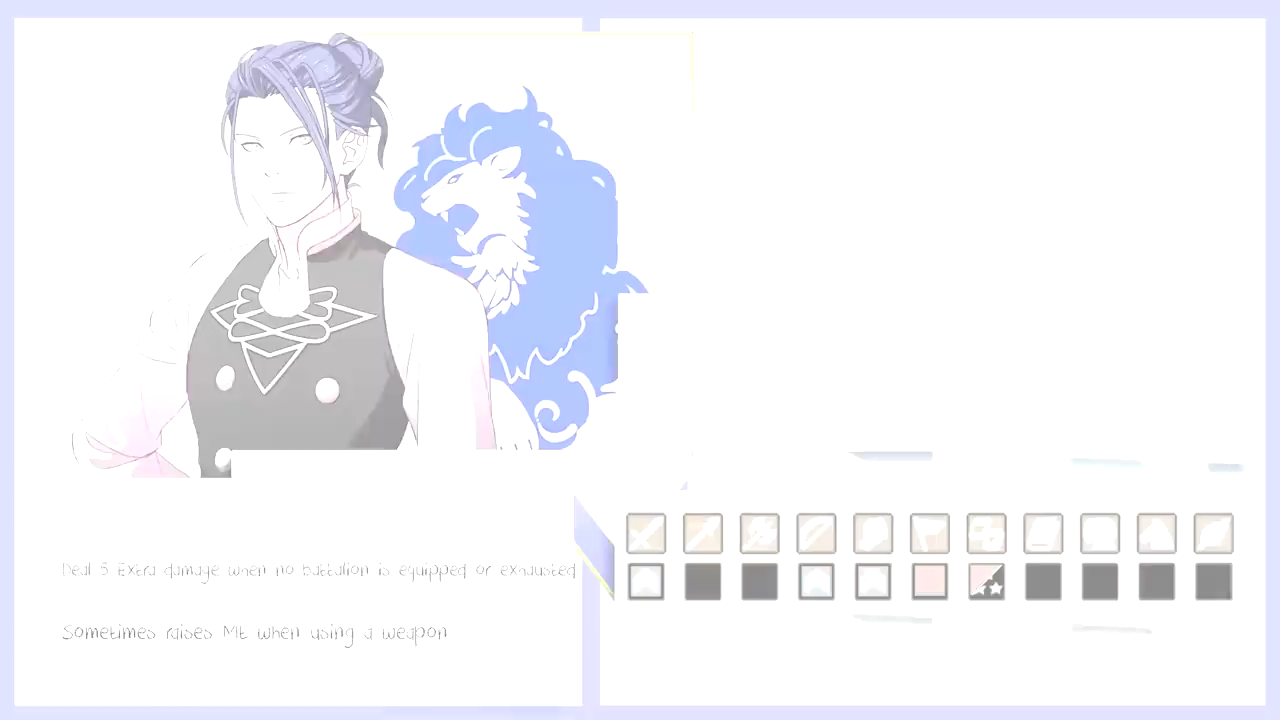 Deal 5 Extra damage when no battalion is equipped or exhausted
Sometimes raises Mt when using a weapon